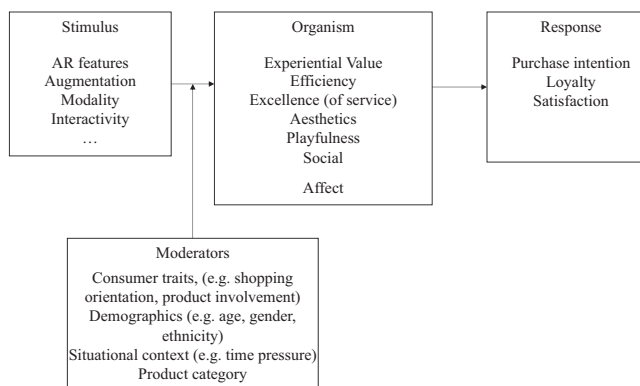 Stimulus
AR features
Augmentation
Modality
Interactivity
…
Organism
Experiential Value
Efficiency
Excellence (of service)
Aesthetics
Playfulness
Social
Affect
Response
Purchase intention
Loyalty
Satisfaction
Moderators
Consumer traits, (e.g. shopping
orientation, product involvement)
Demographics (e.g. age, gender,
ethnicity)
Situational context (e.g. time pressure)
Product category